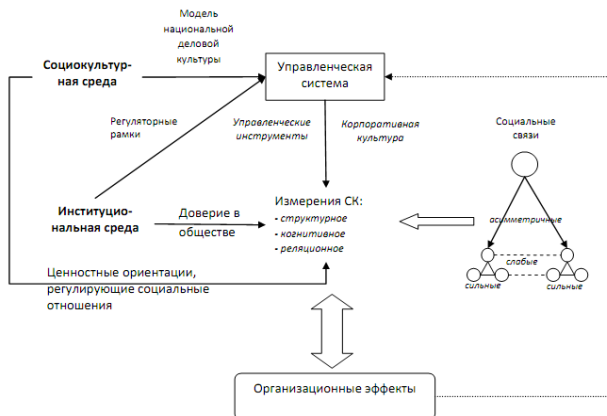 Модель
национальной
деловой
культуры
Социокультур-
ная среда
Управленческая
система
Регуляторные
рамки
Управленческие
инструменты
Корпоративная
культура
Социальные
связи
Институцио-
нальная среда
Доверие в
обществе
Измерения СК:
- структурное
- когнитивное
- реляционное
асимметричные
слабые
сильные
сильные
Ценностные ориентации,
регулирующие социальные
отношения
Организационные эффекты